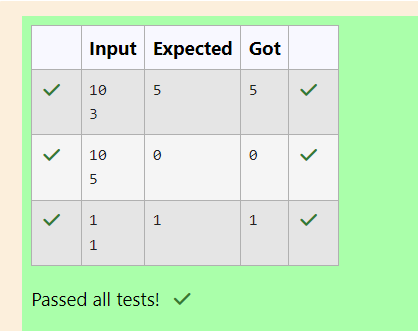 Input Expected Got
10 5 5
3
10 0 0
5
1 1 1
1
Passed all tests!